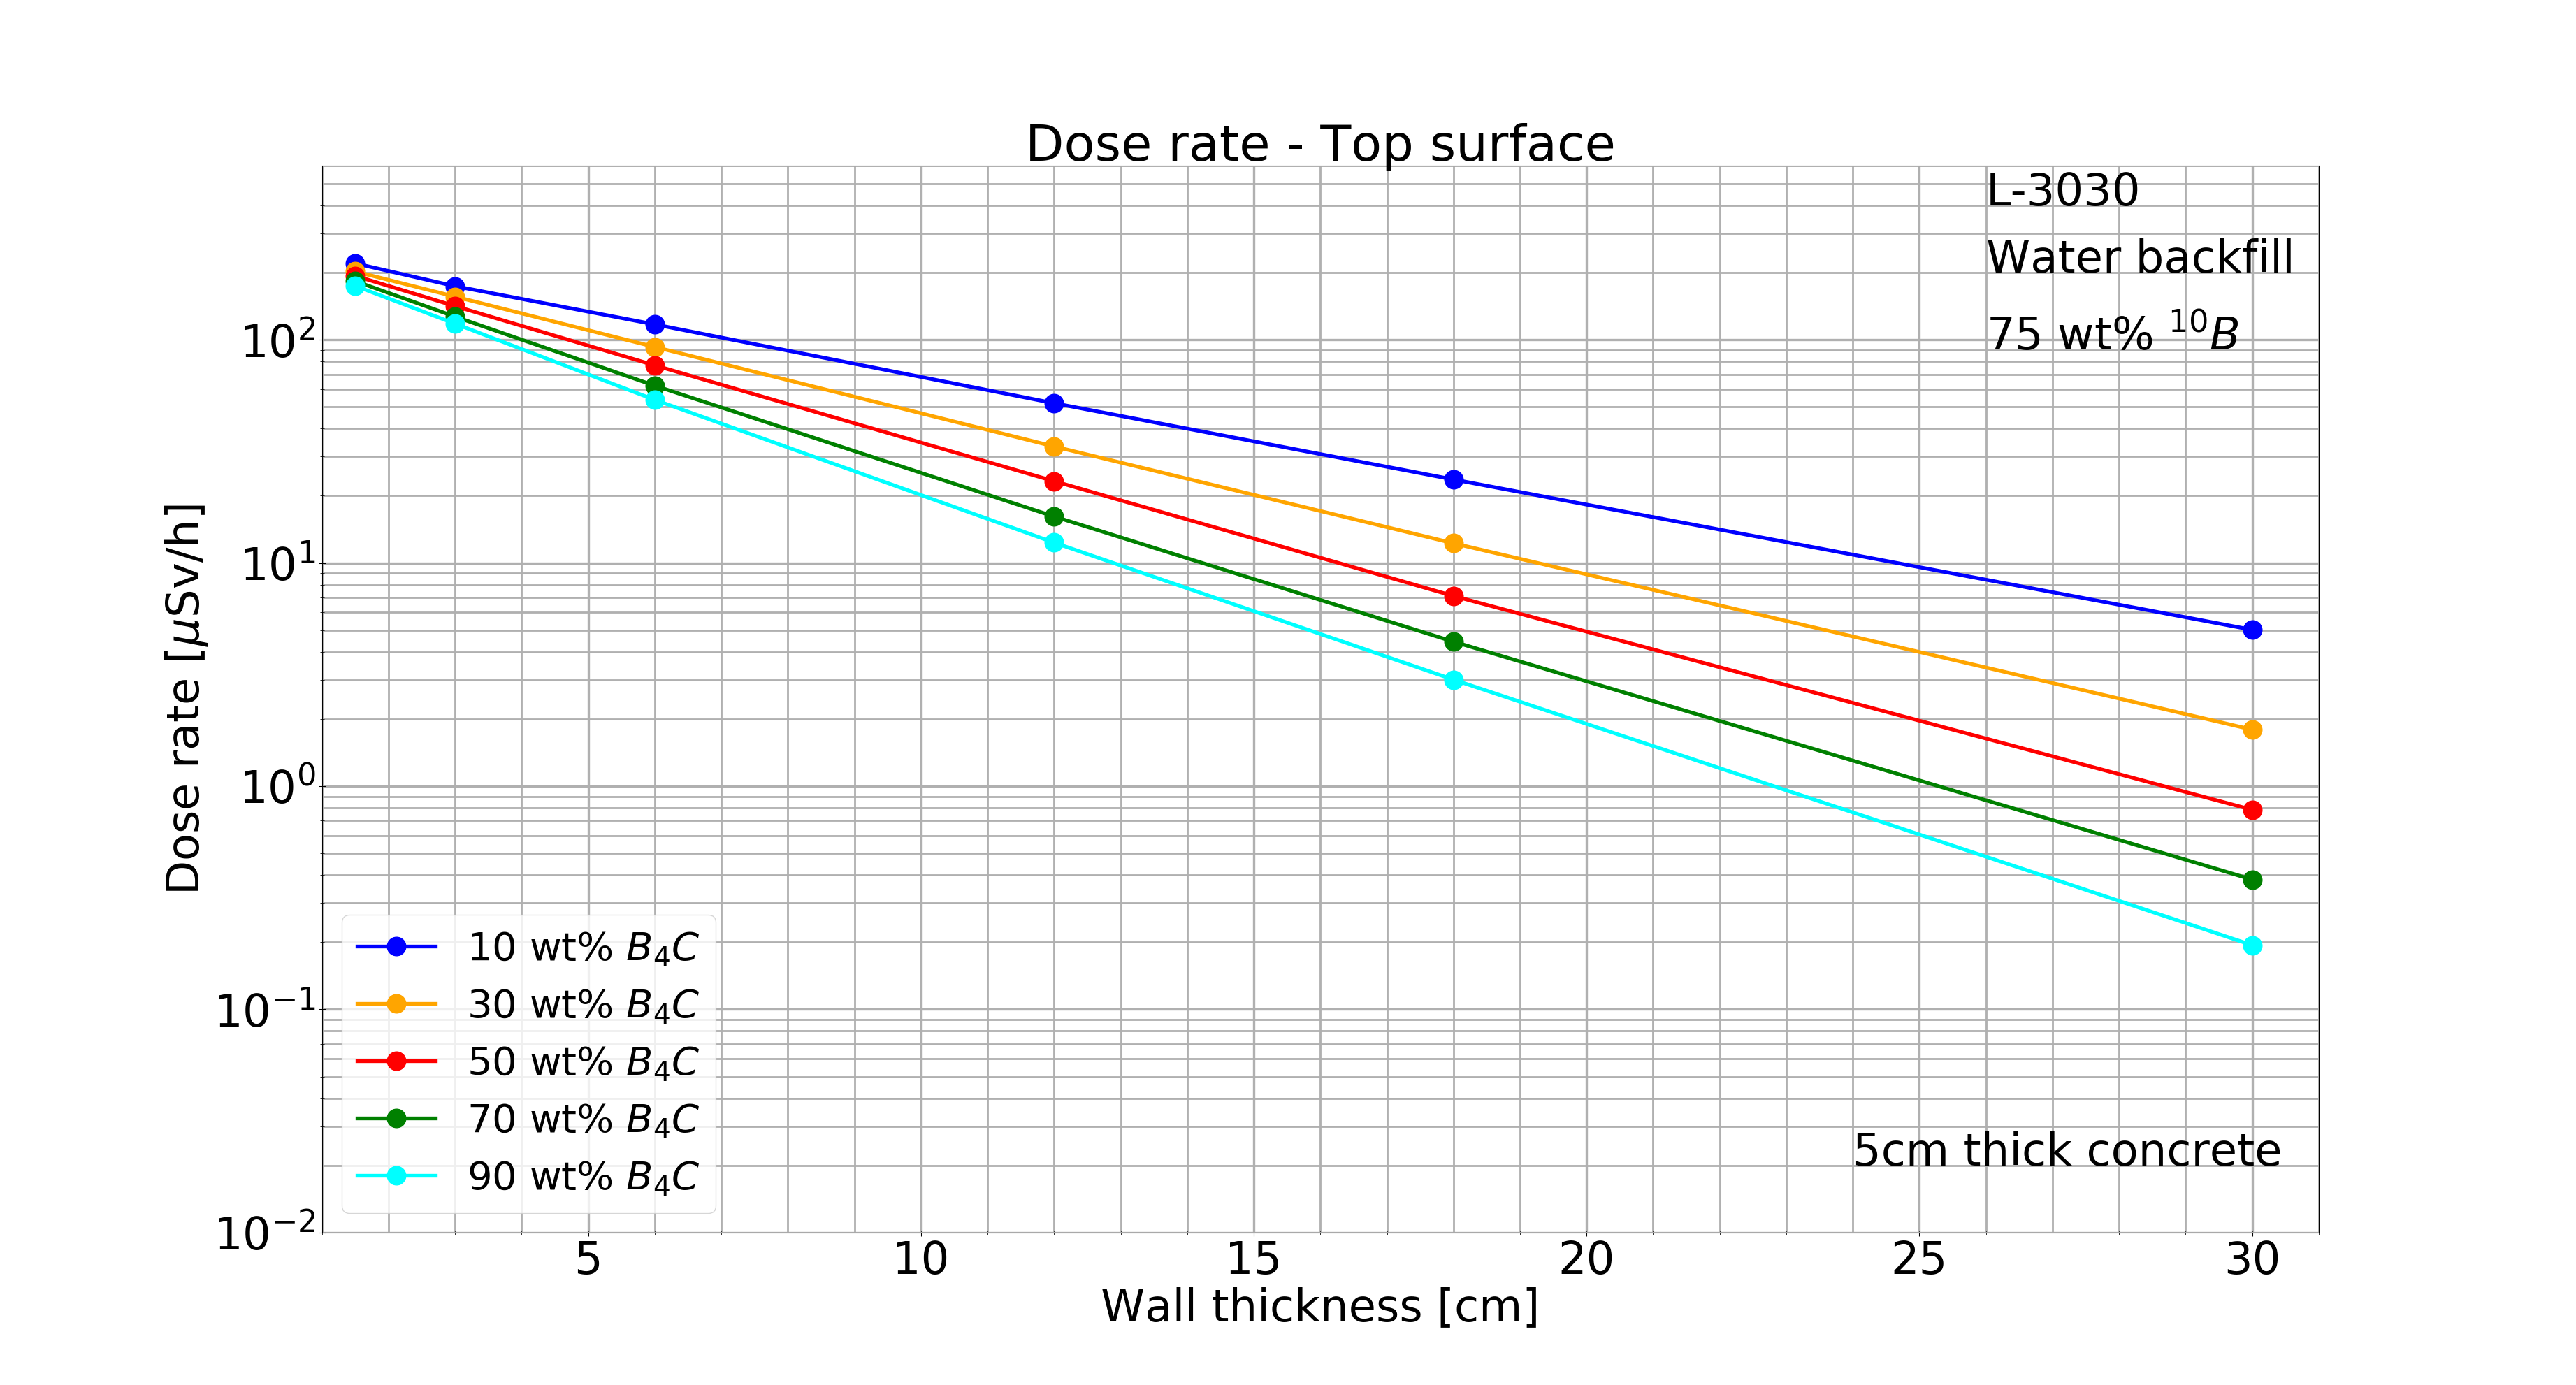 Dose rate - Top surface
L-3030
Water backfill
75 wt% ¹⁰B
Dose rate [μSv/h]
10²
10¹
10⁰
10⁻¹
10⁻²
10 wt% B₄C
30 wt% B₄C
50 wt% B₄C
70 wt% B₄C
90 wt% B₄C
5cm thick concrete
5 10 15 20 25 30
Wall thickness [cm]